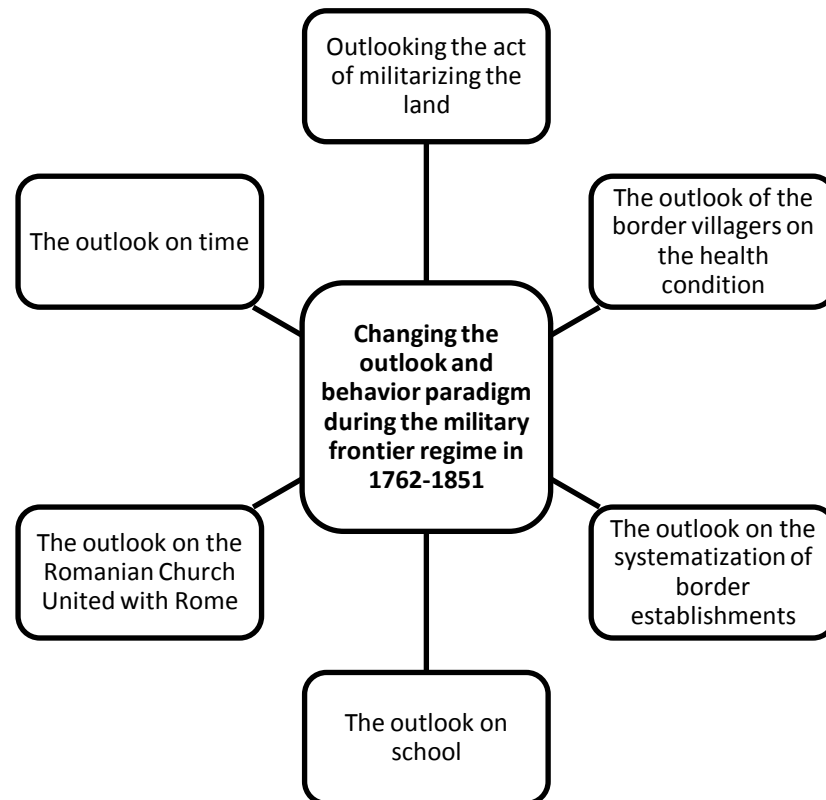 Outlooking the act
of militarizing the
land
The outlook of the
border villagers on
the health
condition
The outlook on the
systematization of
border
establishments
The outlook on
school
The outlook on the
Romanian Church
United with Rome
The outlook on time
Changing the
outlook and
behavior paradigm
during the military
frontier regime in
1762-1851